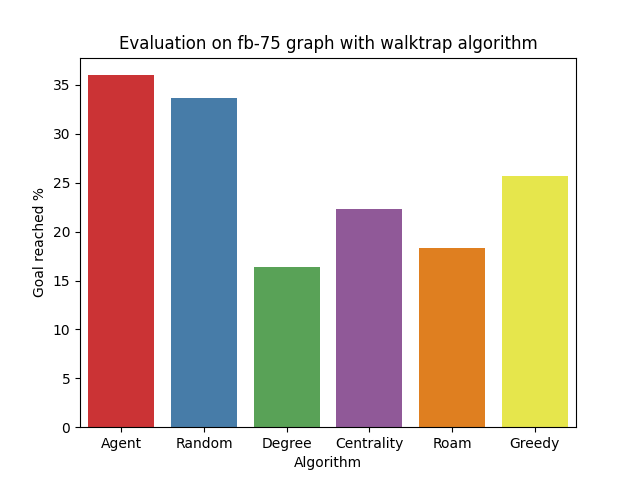 Evaluation on fb-75 graph with walktrap algorithm
Goal reached %
35
30
25
20
15
10
5
0
Agent Random Degree Centrality Roam Greedy
Algorithm